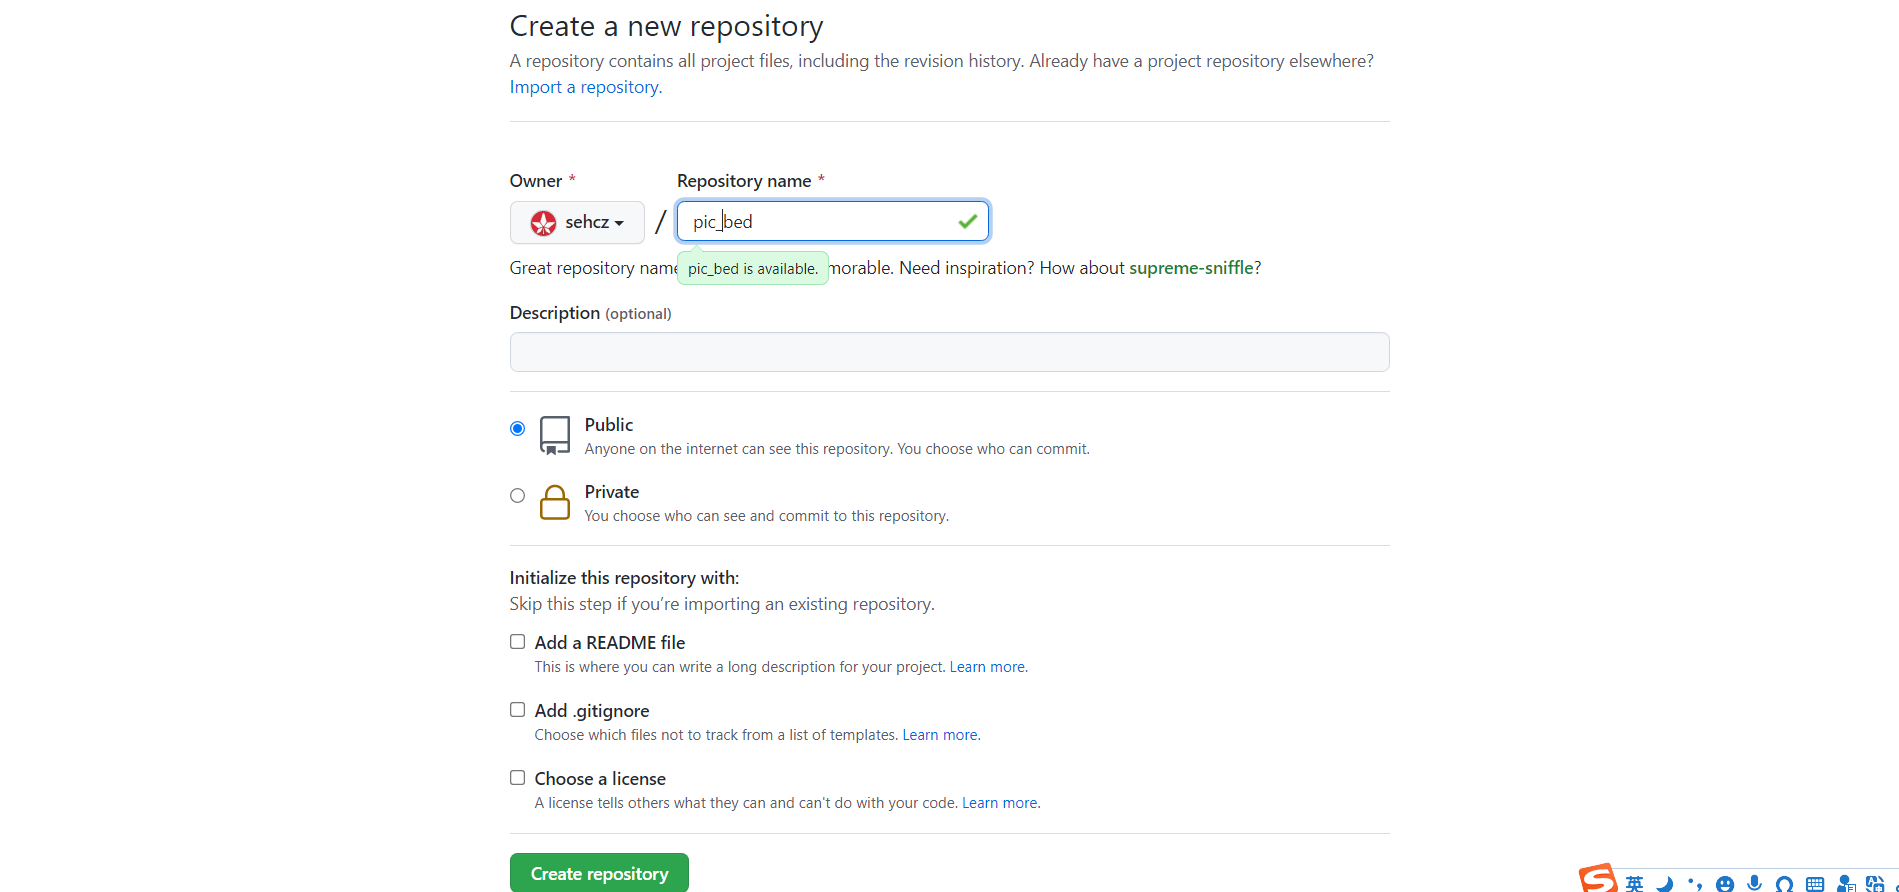 Create a new repository
A repository contains all project files, including the revision history. Already have a project repository elsewhere?
Import a repository.
Owner * Repository name *
sehcz / pic_bed
Great repository name pic_bed is available. morable. Need inspiration? How about supreme-sniffle?
Description (optional)
Public
Anyone on the internet can see this repository. You choose who can commit.
Private
You choose who can see and commit to this repository.
Initialize this repository with:
Skip this step if you’re importing an existing repository.
Add a README file
This is where you can write a long description for your project. Learn more.
Add .gitignore
Choose which files not to track from a list of templates. Learn more.
Choose a license
A license tells others what they can and can't do with your code. Learn more.
Create repository
英